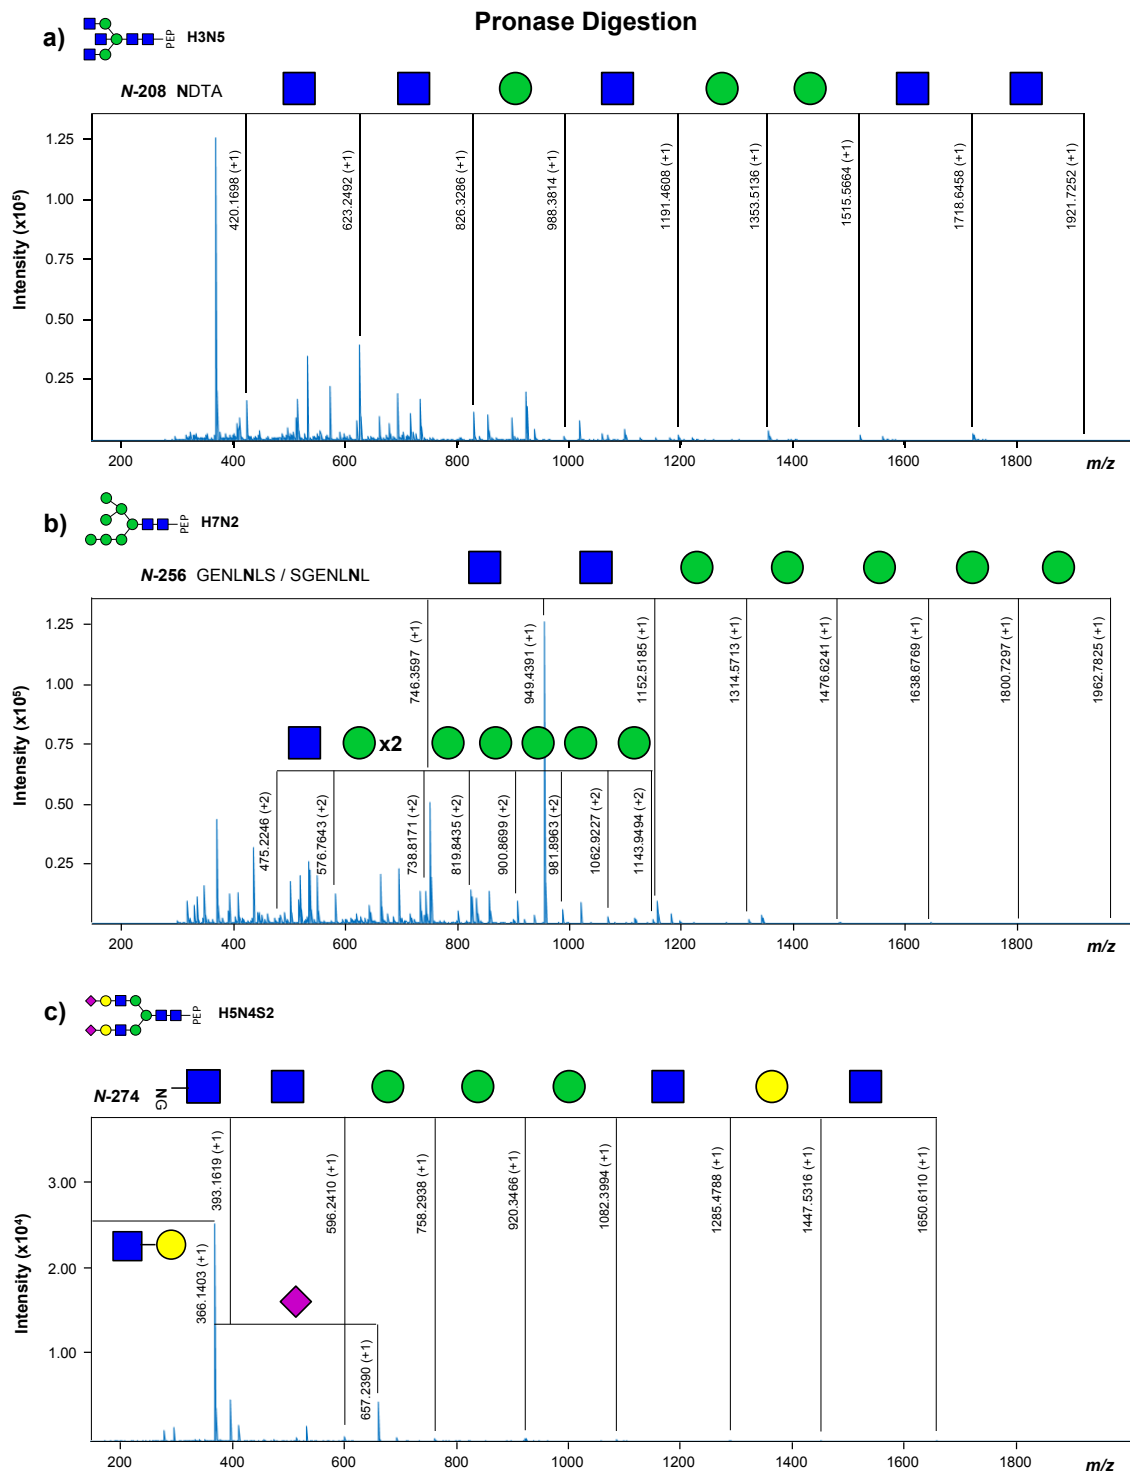 Pronase Digestion
a)
PEP
H3N5
N-208 NDTA
Intensity (x10⁵)
1.25
1.00
0.75
0.50
0.25
420.1698 (+1)
623.2492 (+1)
826.3286 (+1)
988.3814 (+1)
1191.4608 (+1)
1353.5136 (+1)
1515.5664 (+1)
1718.6458 (+1)
1921.7252 (+1)
200 400 600 800 1000 1200 1400 1600 1800 m/z
b)
PEP
H7N2
N-256 GENLNLS / SGENLNL
Intensity (x10⁵)
1.25
1.00
0.75
0.50
0.25
746.3597 (+1)
949.4391 (+1)
1152.5185 (+1)
1314.5713 (+1)
1476.6241 (+1)
1638.6769 (+1)
1800.7297 (+1)
1962.7825 (+1)
x2
475.2246 (+2)
576.7643 (+2)
738.8171 (+2)
819.8435 (+2)
900.8699 (+2)
981.8963 (+2)
1062.9227 (+2)
1143.9494 (+2)
200 400 600 800 1000 1200 1400 1600 1800 m/z
c)
PEP
H5N4S2
N-274 NG
Intensity (x10⁴)
3.00
2.00
1.00
393.1619 (+1)
596.2410 (+1)
758.2938 (+1)
920.3466 (+1)
1082.3994 (+1)
1285.4788 (+1)
1447.5316 (+1)
1650.6110 (+1)
366.1403 (+1)
657.2390 (+1)
200 400 600 800 1000 1200 1400 1600 1800 m/z